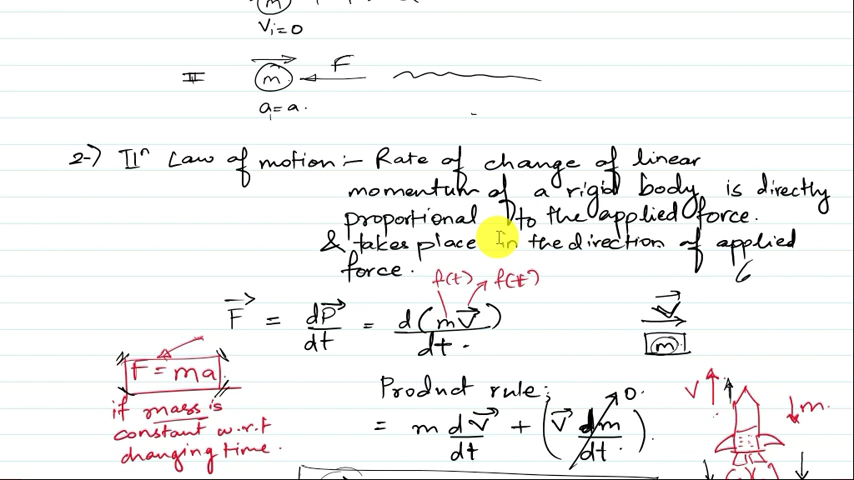 m
Vi=0
II m F
a₁=a.
2-) IIⁿ Law of motion:- Rate of change of linear
momentum of a rigid body is directly
proportional to the applied force.
& takes place In the direction of applied
force.
f(t) f(t)
F = dP/dt = d(mV)/dt.
V
m
F = ma
if mass is
constant w.r.t
changing time.
Product rule:
0.
= m dV/dt + (V dm/dt).
V m.